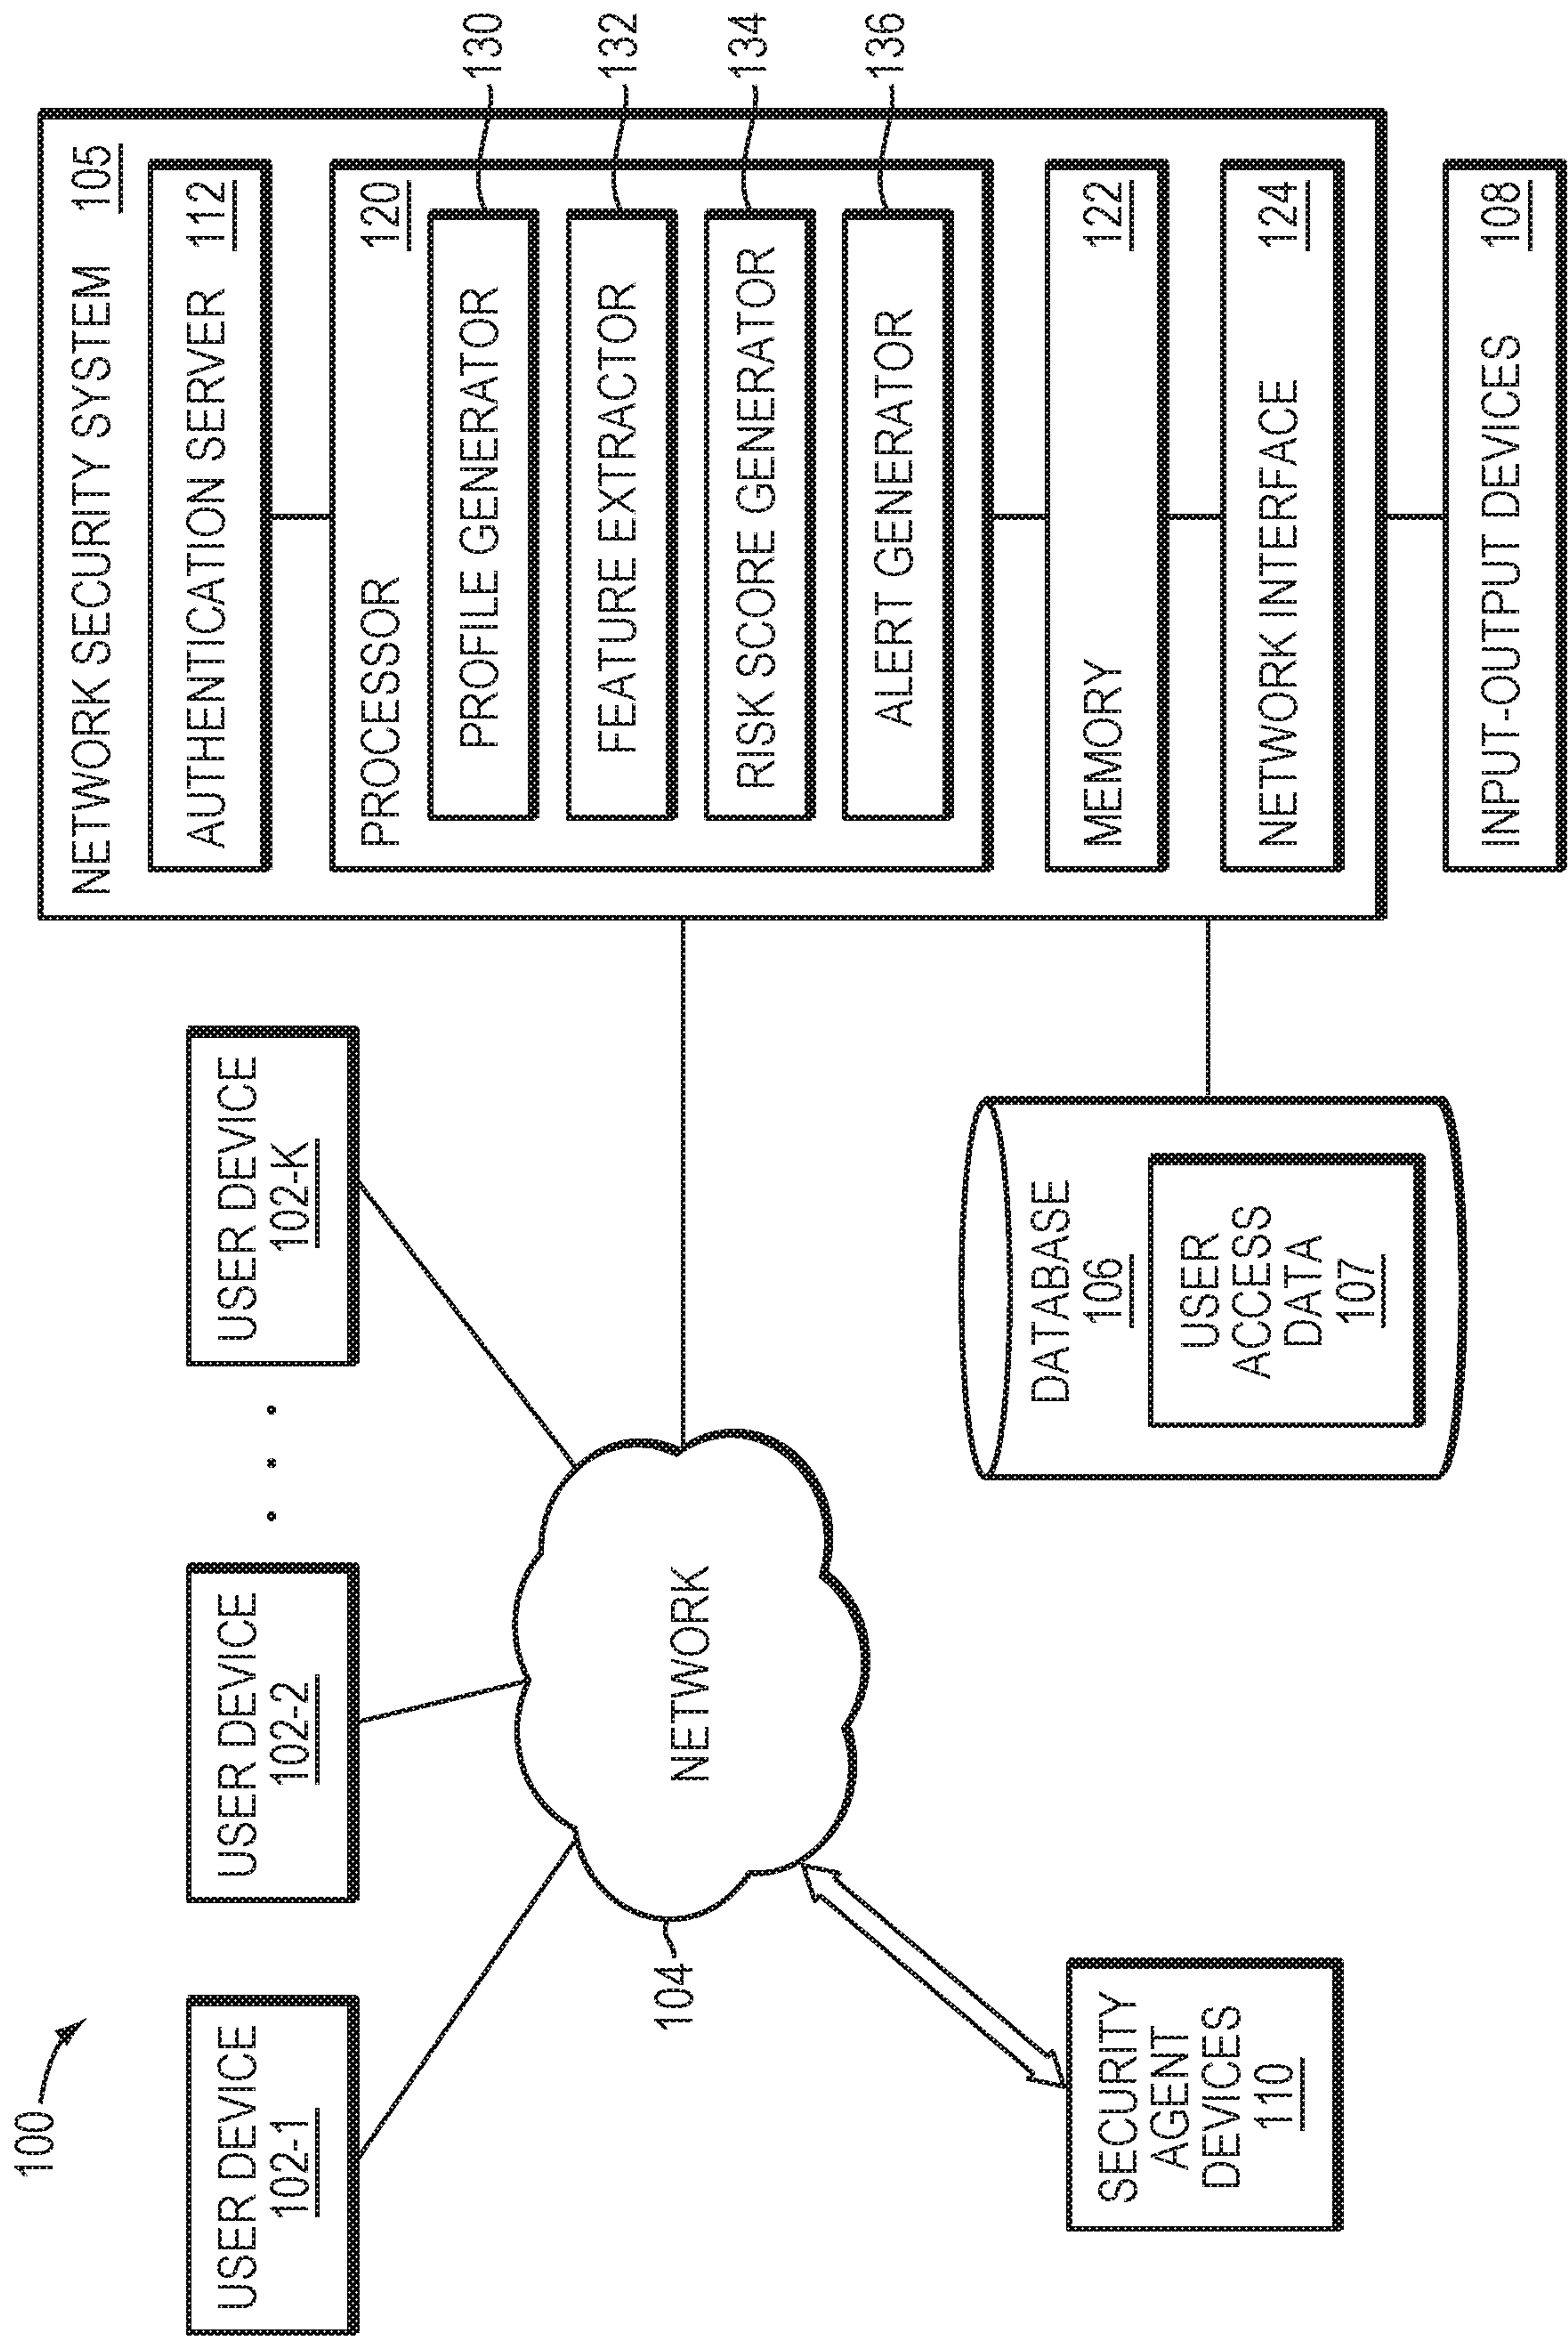 100
USER DEVICE
102-1
USER DEVICE
102-2
. . .
USER DEVICE
102-K
NETWORK
104
SECURITY
AGENT
DEVICES
110
DATABASE
106
USER
ACCESS
DATA
107
NETWORK SECURITY SYSTEM 105
AUTHENTICATION SERVER 112
PROCESSOR 120
PROFILE GENERATOR
130
FEATURE EXTRACTOR
132
RISK SCORE GENERATOR
134
ALERT GENERATOR
136
MEMORY 122
NETWORK INTERFACE 124
INPUT-OUTPUT DEVICES 108